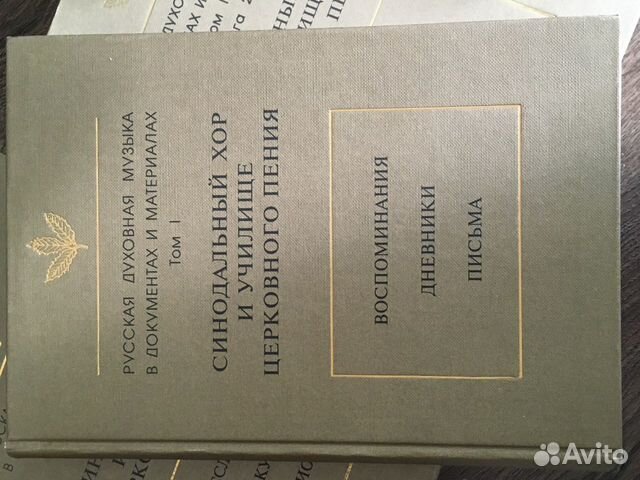 РУССКАЯ ДУХОВНАЯ МУЗЫКА
В ДОКУМЕНТАХ И МАТЕРИАЛАХ
Том I
СИНОДАЛЬНЫЙ ХОР
И УЧИЛИЩЕ
ЦЕРКОВНОГО ПЕНИЯ
ВОСПОМИНАНИЯ
ДНЕВНИКИ
ПИСЬМА
Avito